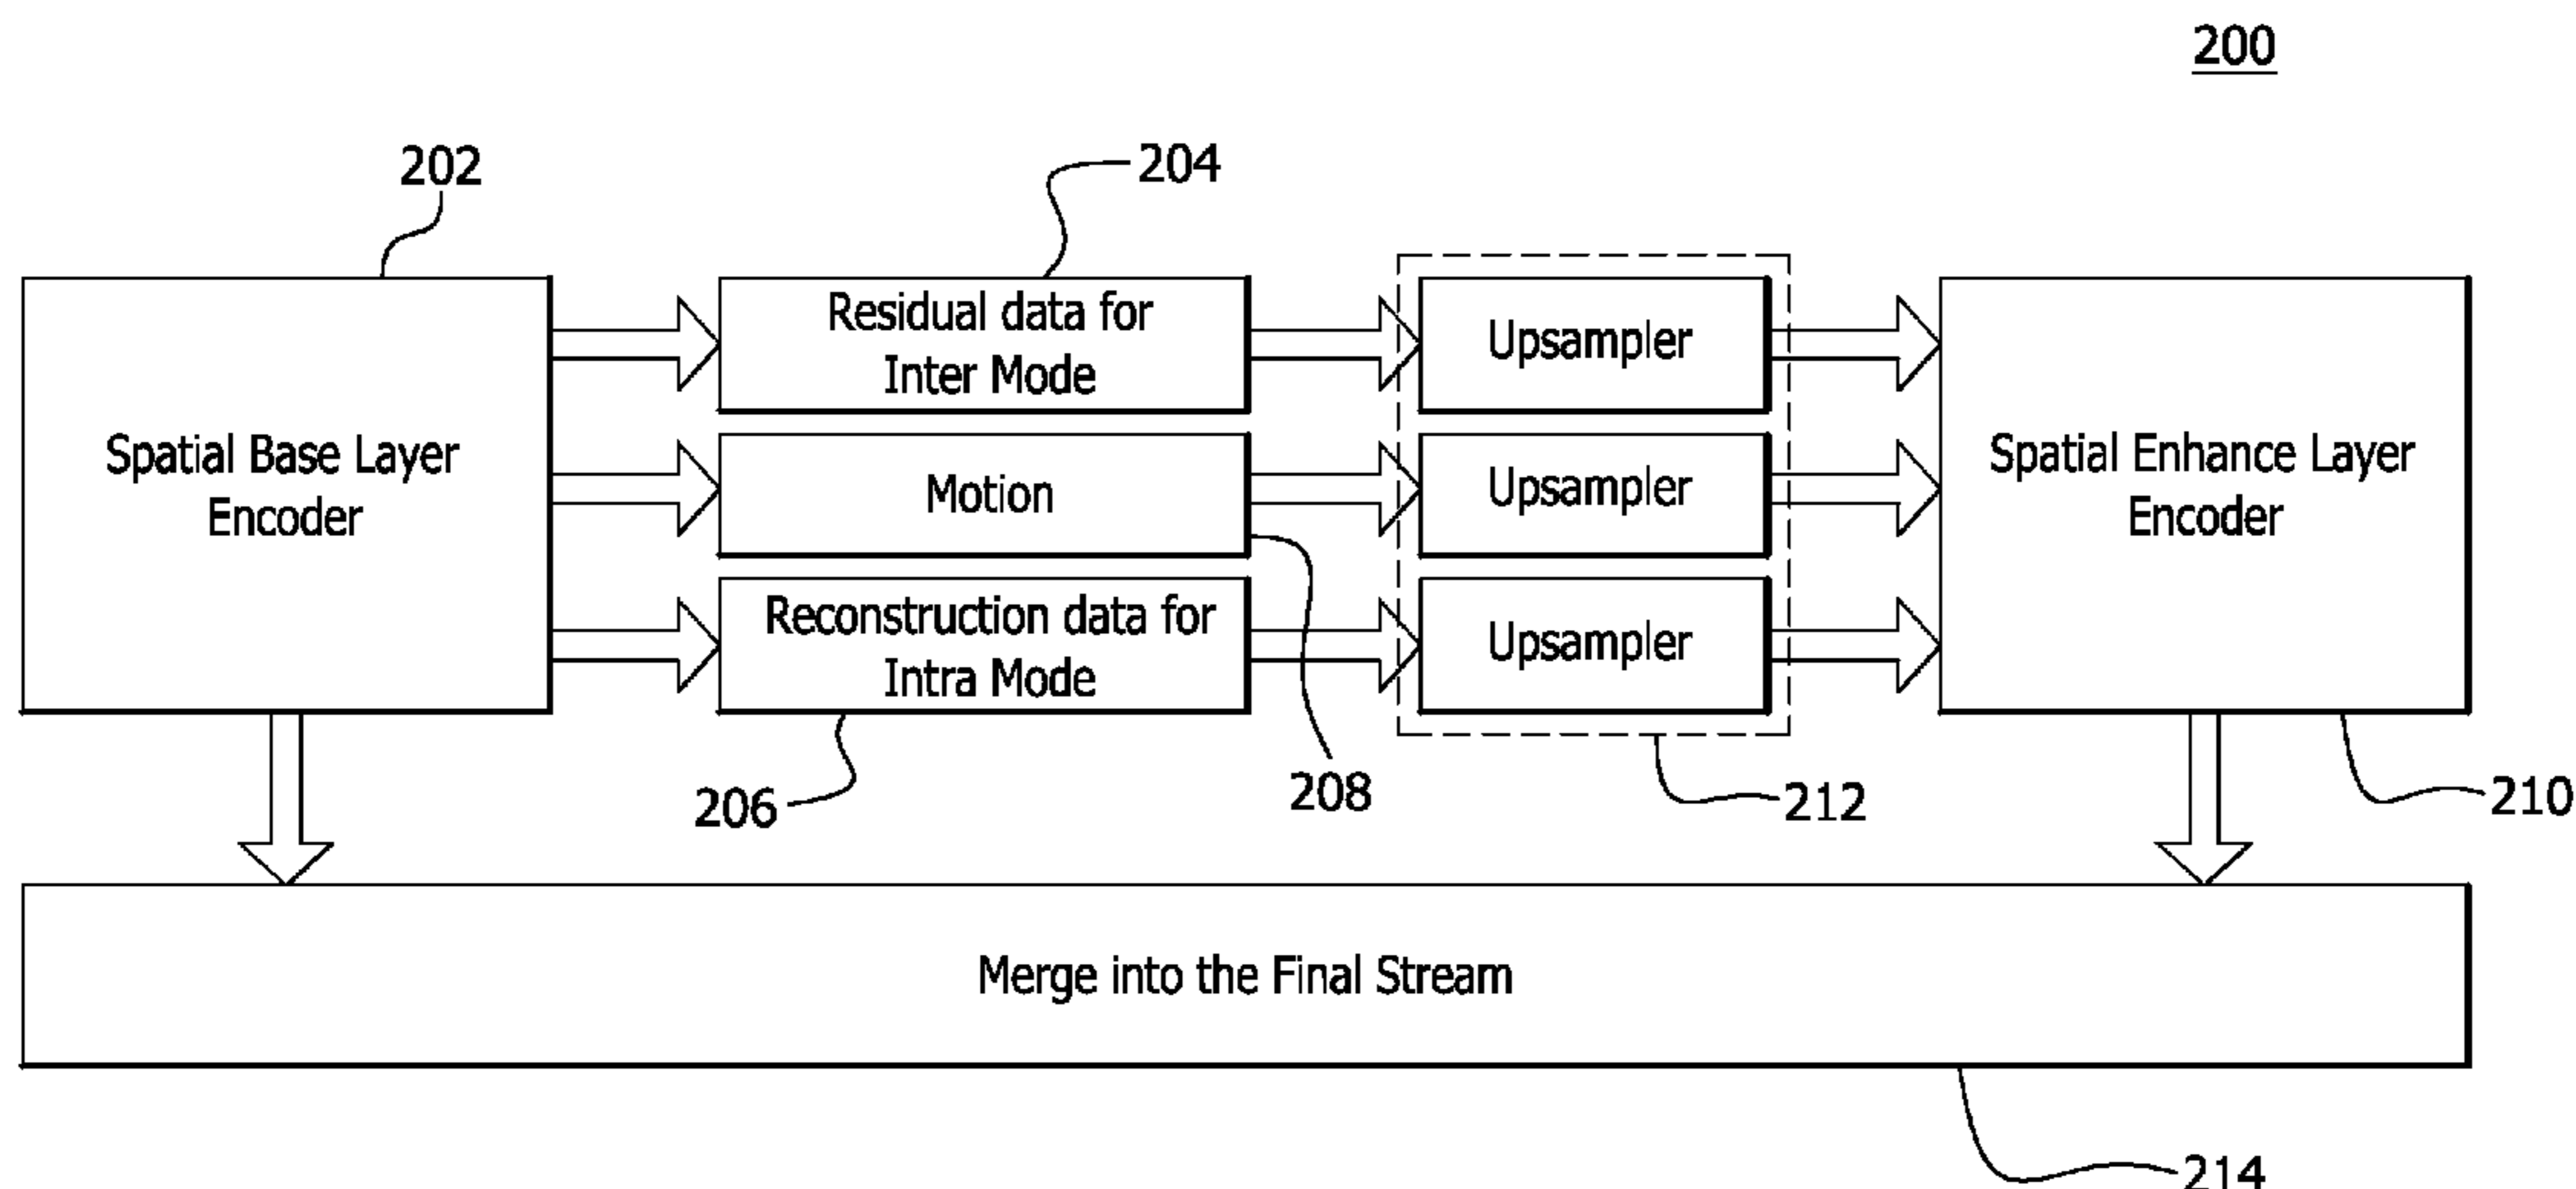 200
202
204
Spatial Base Layer
Encoder
Residual data for
Inter Mode
Upsampler
Motion
Upsampler
Reconstruction data for
Intra Mode
Upsampler
Spatial Enhance Layer
Encoder
206
208
212
210
Merge into the Final Stream
214